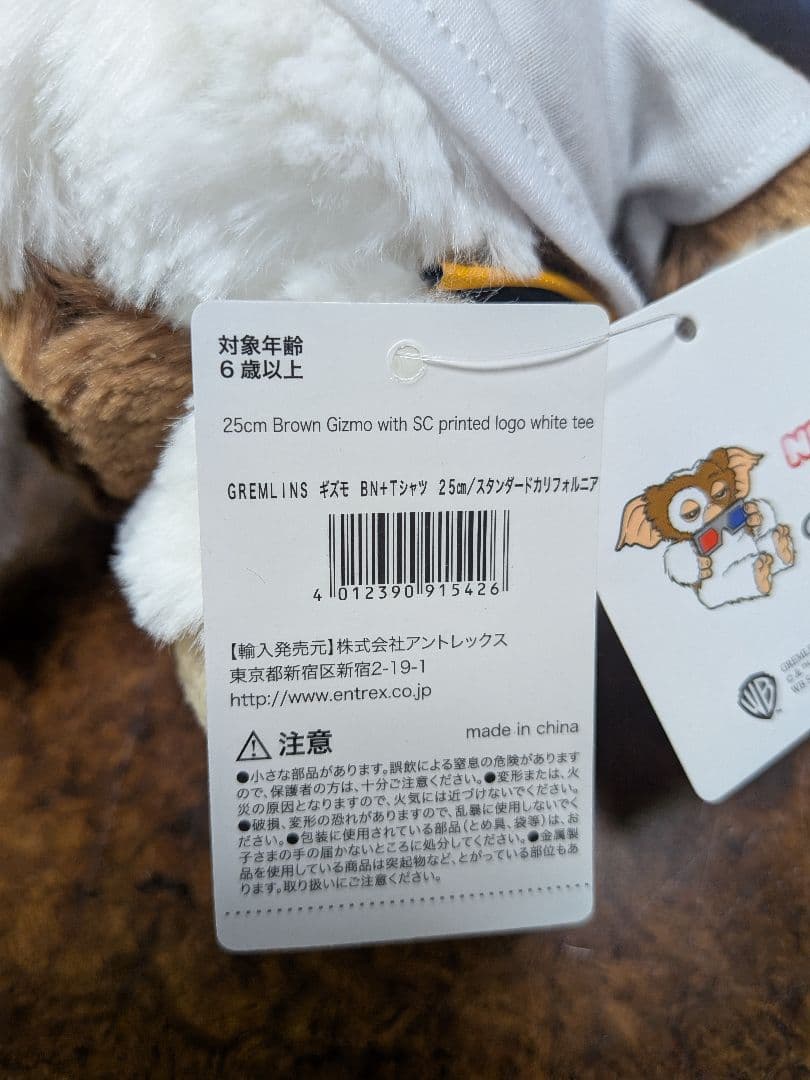 対象年齢
6歳以上
25cm Brown Gizmo with SC printed logo white tee
GREMLINS ギズモ BN+Tシャツ 25㎝/スタンダードカリフォルニア
4 012390 915426
【輸入発売元】株式会社アントレックス
東京都新宿区新宿2-19-1
http://www.entrex.co.jp
注意
made in china
●小さな部品があります。誤飲による窒息の危険があります
ので、保護者の方は、十分ご注意ください。●変形または、火
災の原因となりますので、火気には近づけないでください。
●破損、変形の恐れがありますので、乱暴に使用しないでく
ださい。●包装に使用されている部品(とめ具、袋等)は、お
子さまの手の届かないところに処分してください。●金属製
品を使用している商品は突起物など、とがっている部位もあ
ります。取り扱いにご注意ください。
GREMLINS
WB